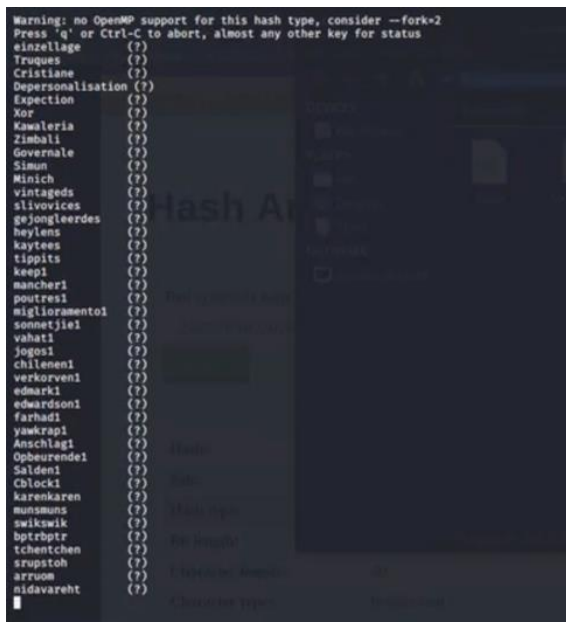 Warning: no OpenMP support for this hash type, consider --fork=2
Press 'q' or Ctrl-C to abort, almost any other key for status
einzellage (?)
Truques (?)
Cristiane (?)
Depersonalisation (?)
Expection (?)
Xor (?)
Kawaleria (?)
Zimbali (?)
Governale (?)
Simun (?)
Minich (?)
vintageds (?)
slivovices (?)
gejongleerdes (?)
heylens (?)
kaytees (?)
tippits (?)
keep1 (?)
mancher1 (?)
poutres1 (?)
miglioramento1 (?)
sonnetjie1 (?)
vahat1 (?)
jogos1 (?)
chilenen1 (?)
verkorven1 (?)
edmark1 (?)
edwardson1 (?)
farhad1 (?)
yawkrap1 (?)
Anschlag1 (?)
Opbeurende1 (?)
Salden1 (?)
Cblock1 (?)
karenkaren (?)
munsmuns (?)
swikswik (?)
bptrbptr (?)
tchentchen (?)
srupstoh (?)
arruom (?)
nidavareht (?)
Hash